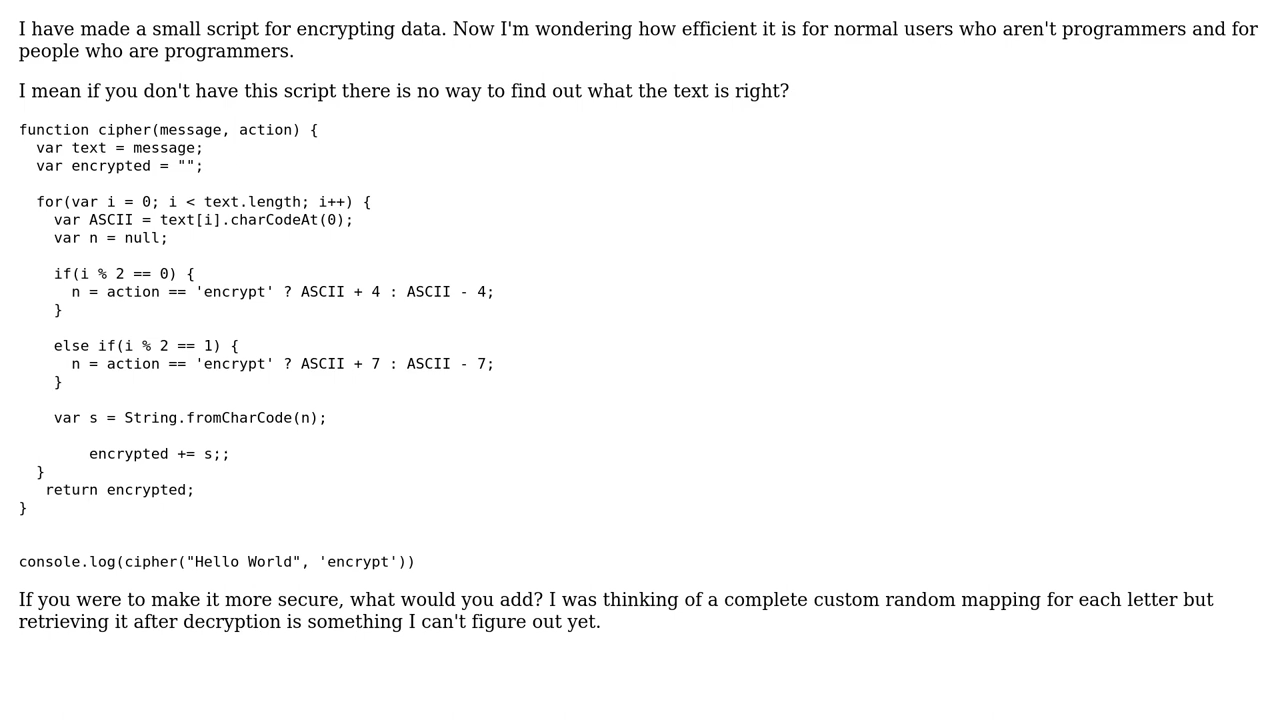 I have made a small script for encrypting data. Now I'm wondering how efficient it is for normal users who aren't programmers and for
people who are programmers.
I mean if you don't have this script there is no way to find out what the text is right?
function cipher(message, action) {
  var text = message;
  var encrypted = "";
  for(var i = 0; i < text.length; i++) {
    var ASCII = text[i].charCodeAt(0);
    var n = null;
    if(i % 2 == 0) {
      n = action == 'encrypt' ? ASCII + 4 : ASCII - 4;
    }
    else if(i % 2 == 1) {
      n = action == 'encrypt' ? ASCII + 7 : ASCII - 7;
    }
    var s = String.fromCharCode(n);
        encrypted += s;;
  }
   return encrypted;
}
console.log(cipher("Hello World", 'encrypt'))
If you were to make it more secure, what would you add? I was thinking of a complete custom random mapping for each letter but
retrieving it after decryption is something I can't figure out yet.